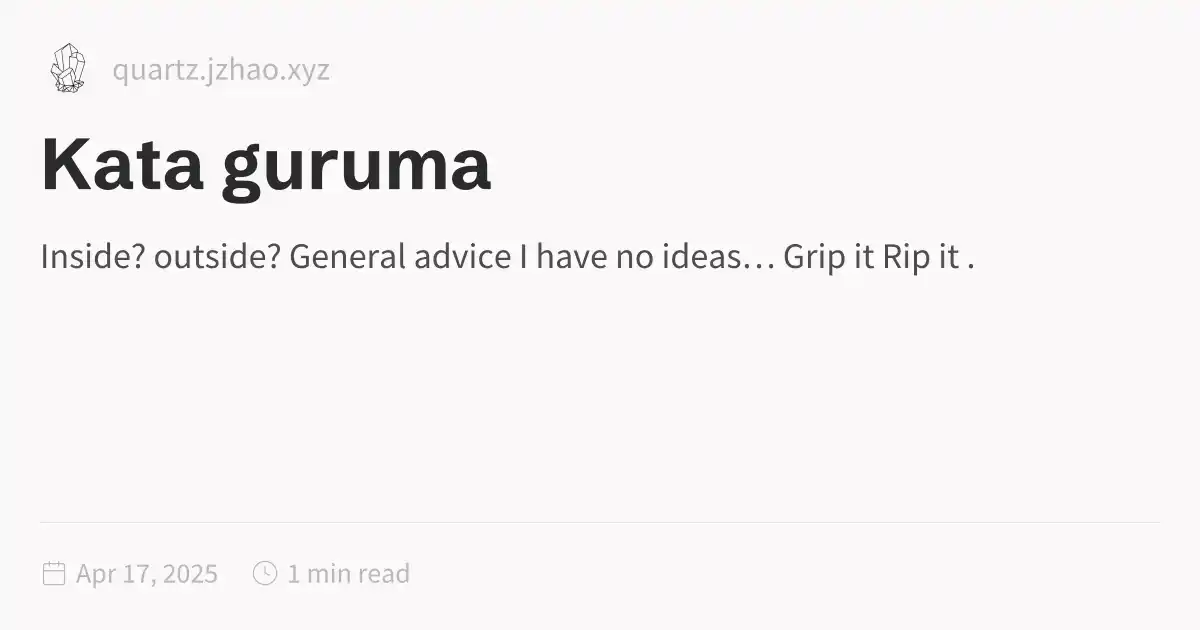 quartz.jzhao.xyz
Kata guruma
Inside? outside? General advice I have no ideas… Grip it Rip it .
Apr 17, 2025 1 min read